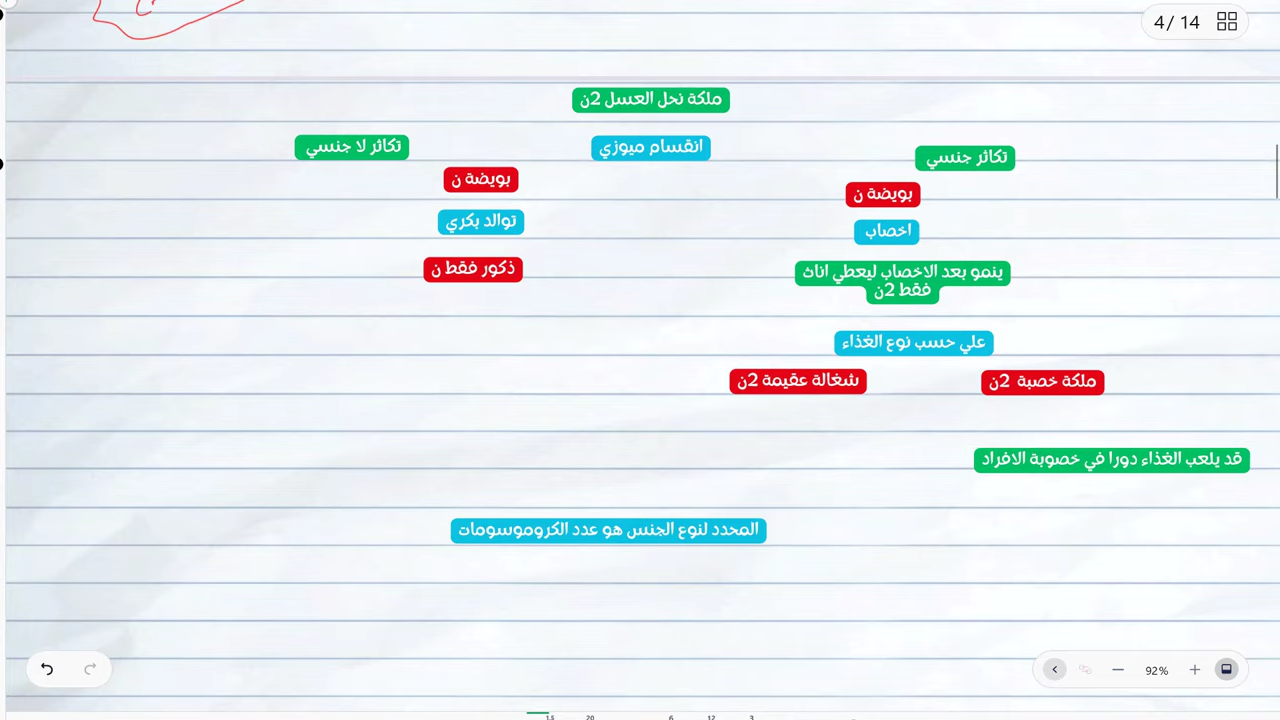 4/ 14
ملكة نحل العسل 2ن
تكاثر جنسي
انقسام ميوزي
تكاثر لا جنسي
بويضة ن
بويضة ن
اخصاب
توالد بكري
ينمو بعد الاخصاب ليعطي اناث
فقط 2ن
ذكور فقط ن
علي حسب نوع الغذاء
ملكة خصبة 2ن
شغالة عقيمة 2ن
قد يلعب الغذاء دورا في خصوبة الافراد
المحدد لنوع الجنس هو عدد الكروموسومات
92%